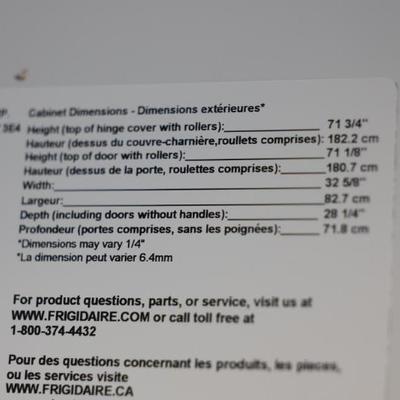 Cabinet Dimensions - Dimensions extérieures*
3E4 Height (top of hinge cover with rollers): 71 3/4"
Hauteur (dessus du couvre-charnière,roullets comprises): 182.2 cm
Height (top of door with rollers): 71 1/8"
Hauteur (dessus de la porte, roulettes comprises): 180.7 cm
Width: 32 5/8"
Largeur: 82.7 cm
Depth (including doors without handles): 28 1/4"
Profondeur (portes comprises, sans les poignées): 71.8 cm
*Dimensions may vary 1/4"
*La dimension peut varier 6.4mm
For product questions, parts, or service, visit us at
WWW.FRIGIDAIRE.COM or call toll free at
1-800-374-4432
Pour des questions concernant les produits, les pieces,
ou les services visite
WWW.FRIGIDAIRE.CA